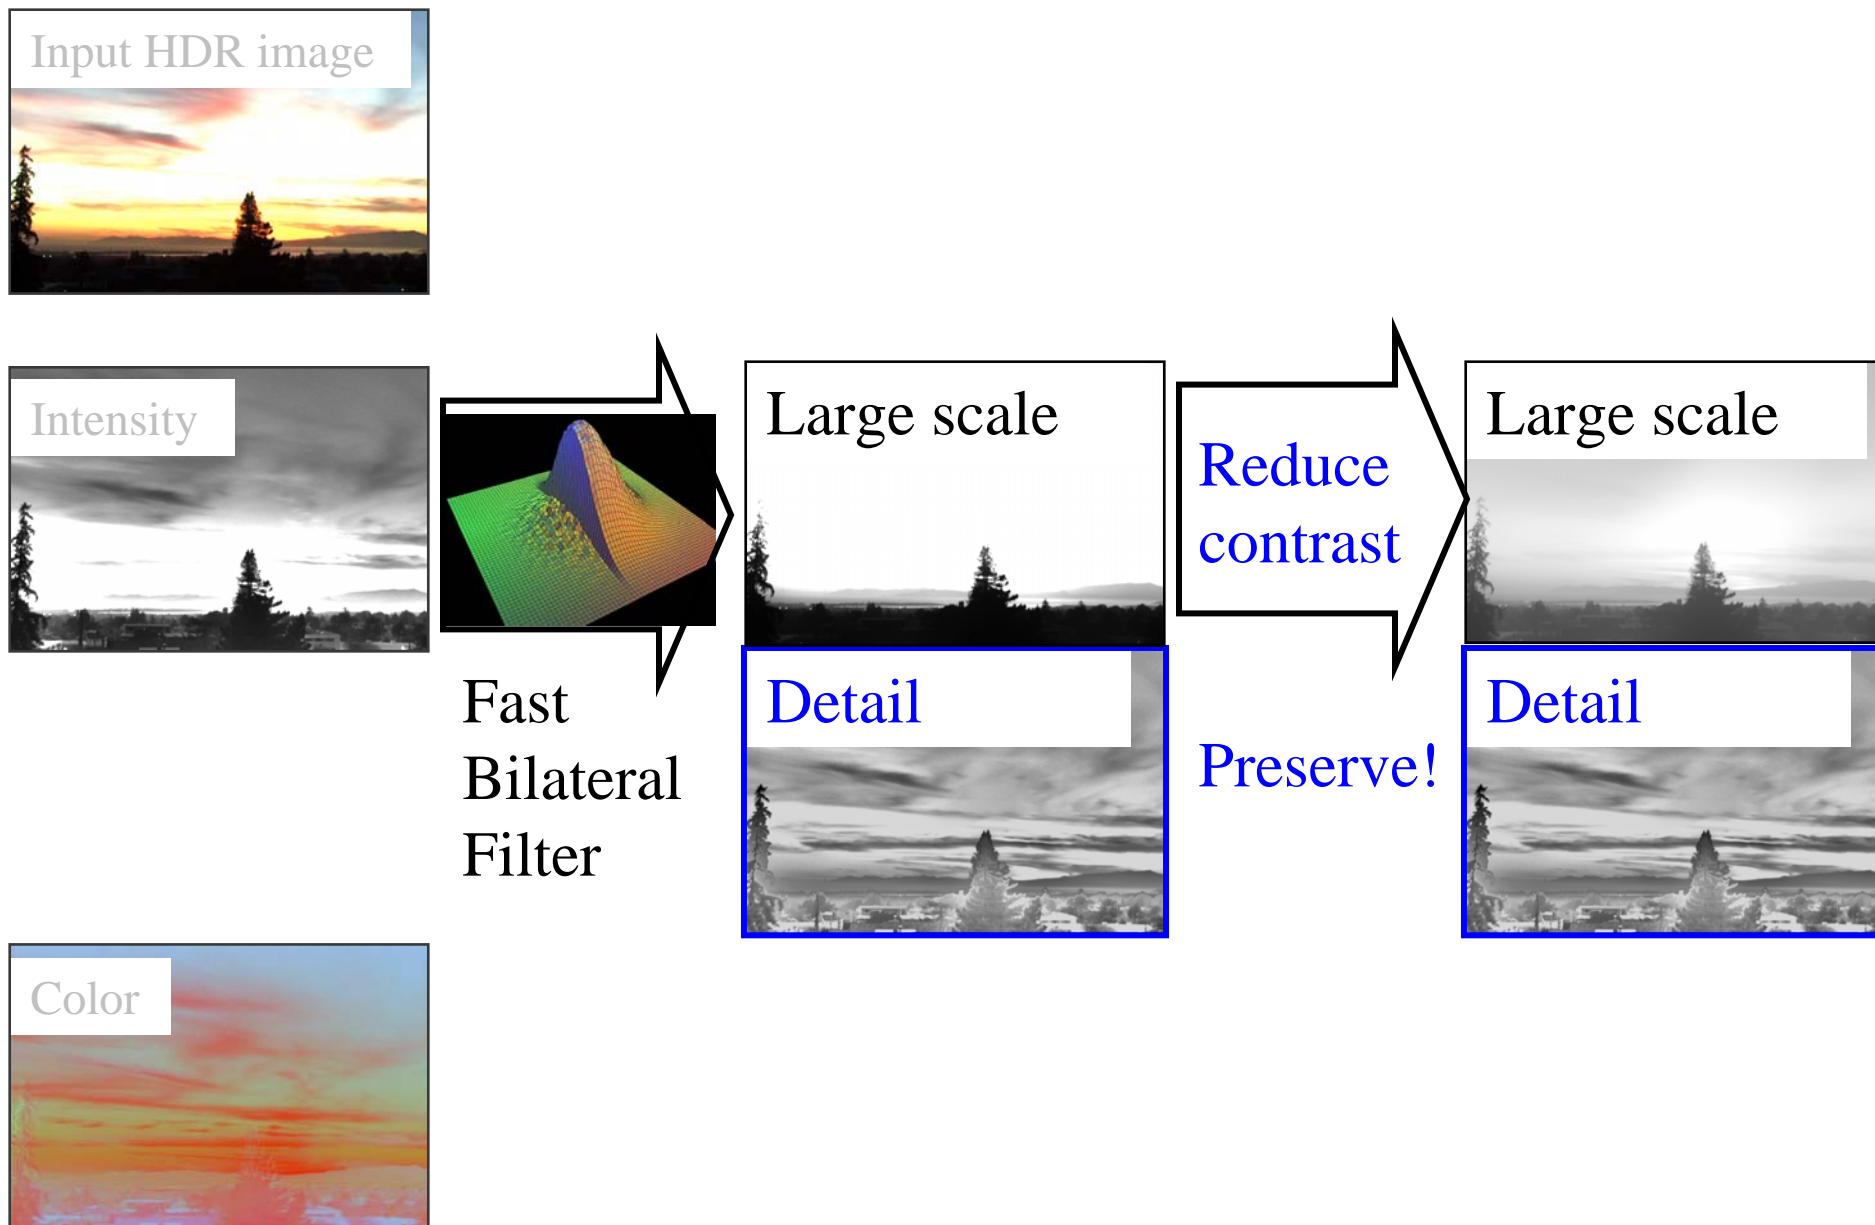 Input HDR image
Intensity
Large scale
Reduce
contrast
Large scale
Fast
Bilateral
Filter
Detail
Preserve!
Detail
Color